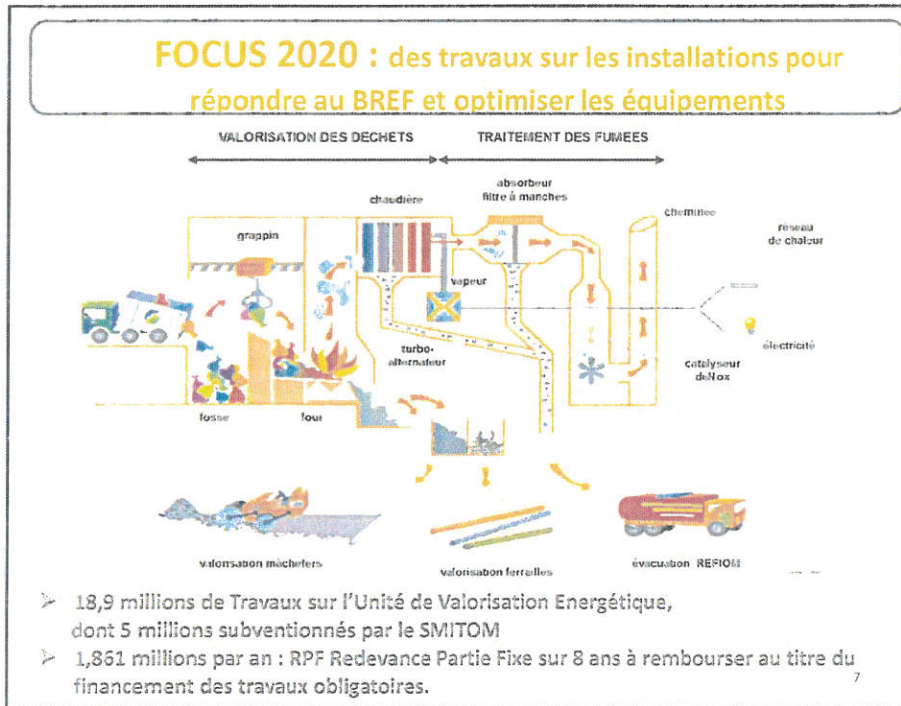 FOCUS 2020 : des travaux sur les installations pour
répondre au BREF et optimiser les équipements
VALORISATION DES DECHETS
TRAITEMENT DES FUMEES
absorbeur
filtre à manches
chaudière
cheminée
grappin
réseau
de chaleur
vapeur
turbo-
alternateur
électricité
catalyseur
deNox
fosse
four
valorisation mâchefers
valorisation ferrailles
évacuation REFIOM
➢ 18,9 millions de Travaux sur l'Unité de Valorisation Energétique,
dont 5 millions subventionnés par le SMITOM
➢ 1,861 millions par an : RPF Redevance Partie Fixe sur 8 ans à rembourser au titre du
financement des travaux obligatoires.
7